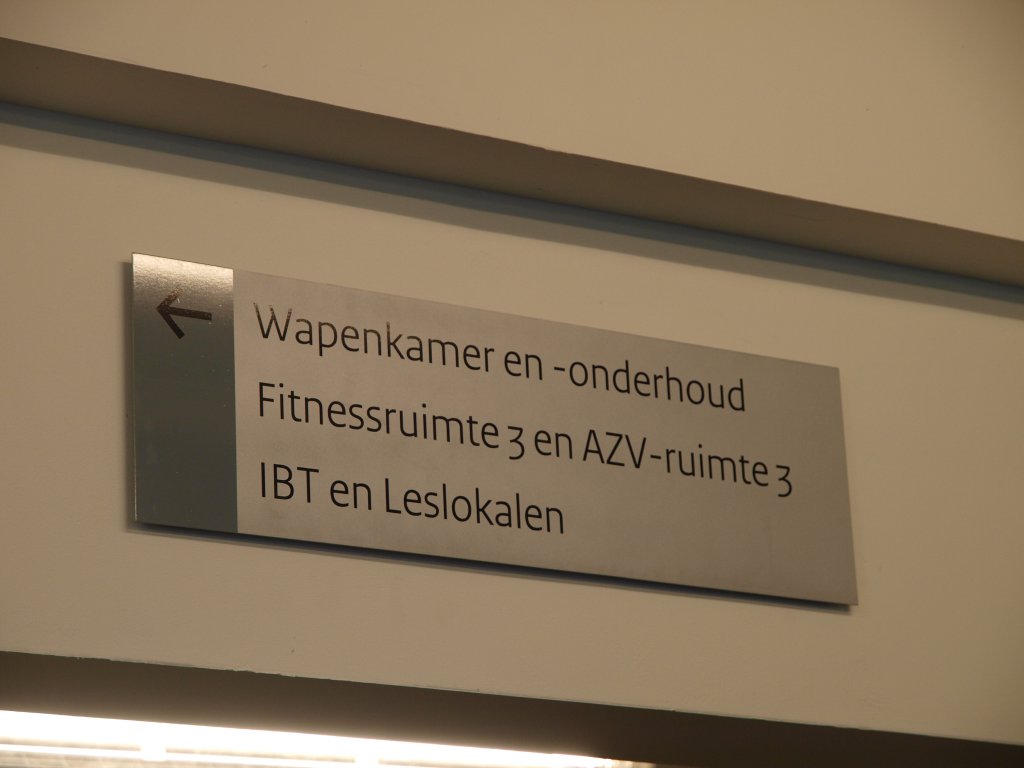 Wapenkamer en -onderhoud
Fitnessruimte 3 en AZV-ruimte 3
IBT en Leslokalen